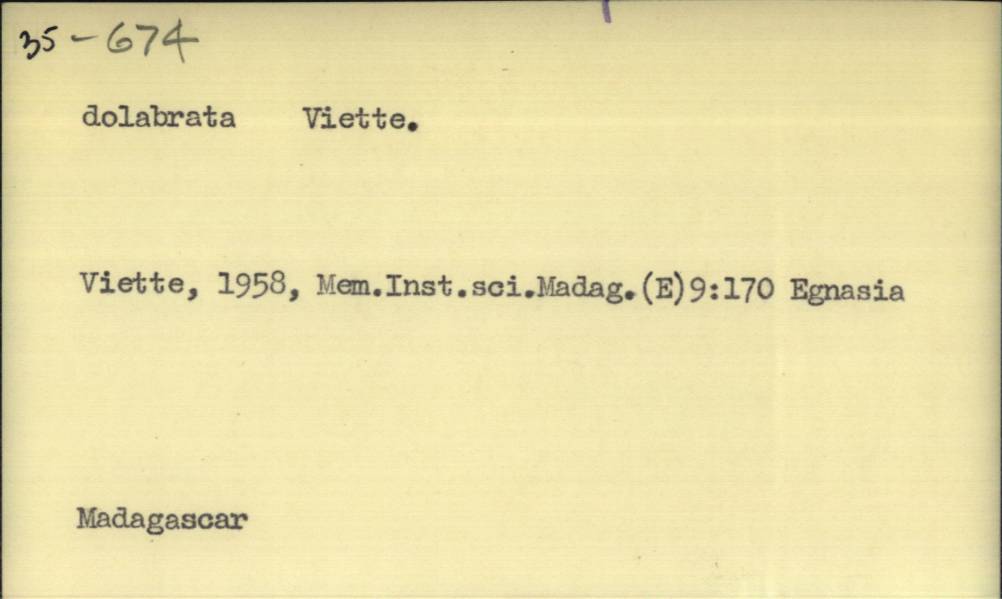 35-674
dolabrata Viette.
Viette, 1958, Mem.Inst.sci.Madag.(E)9:170 Egnasia
Madagascar